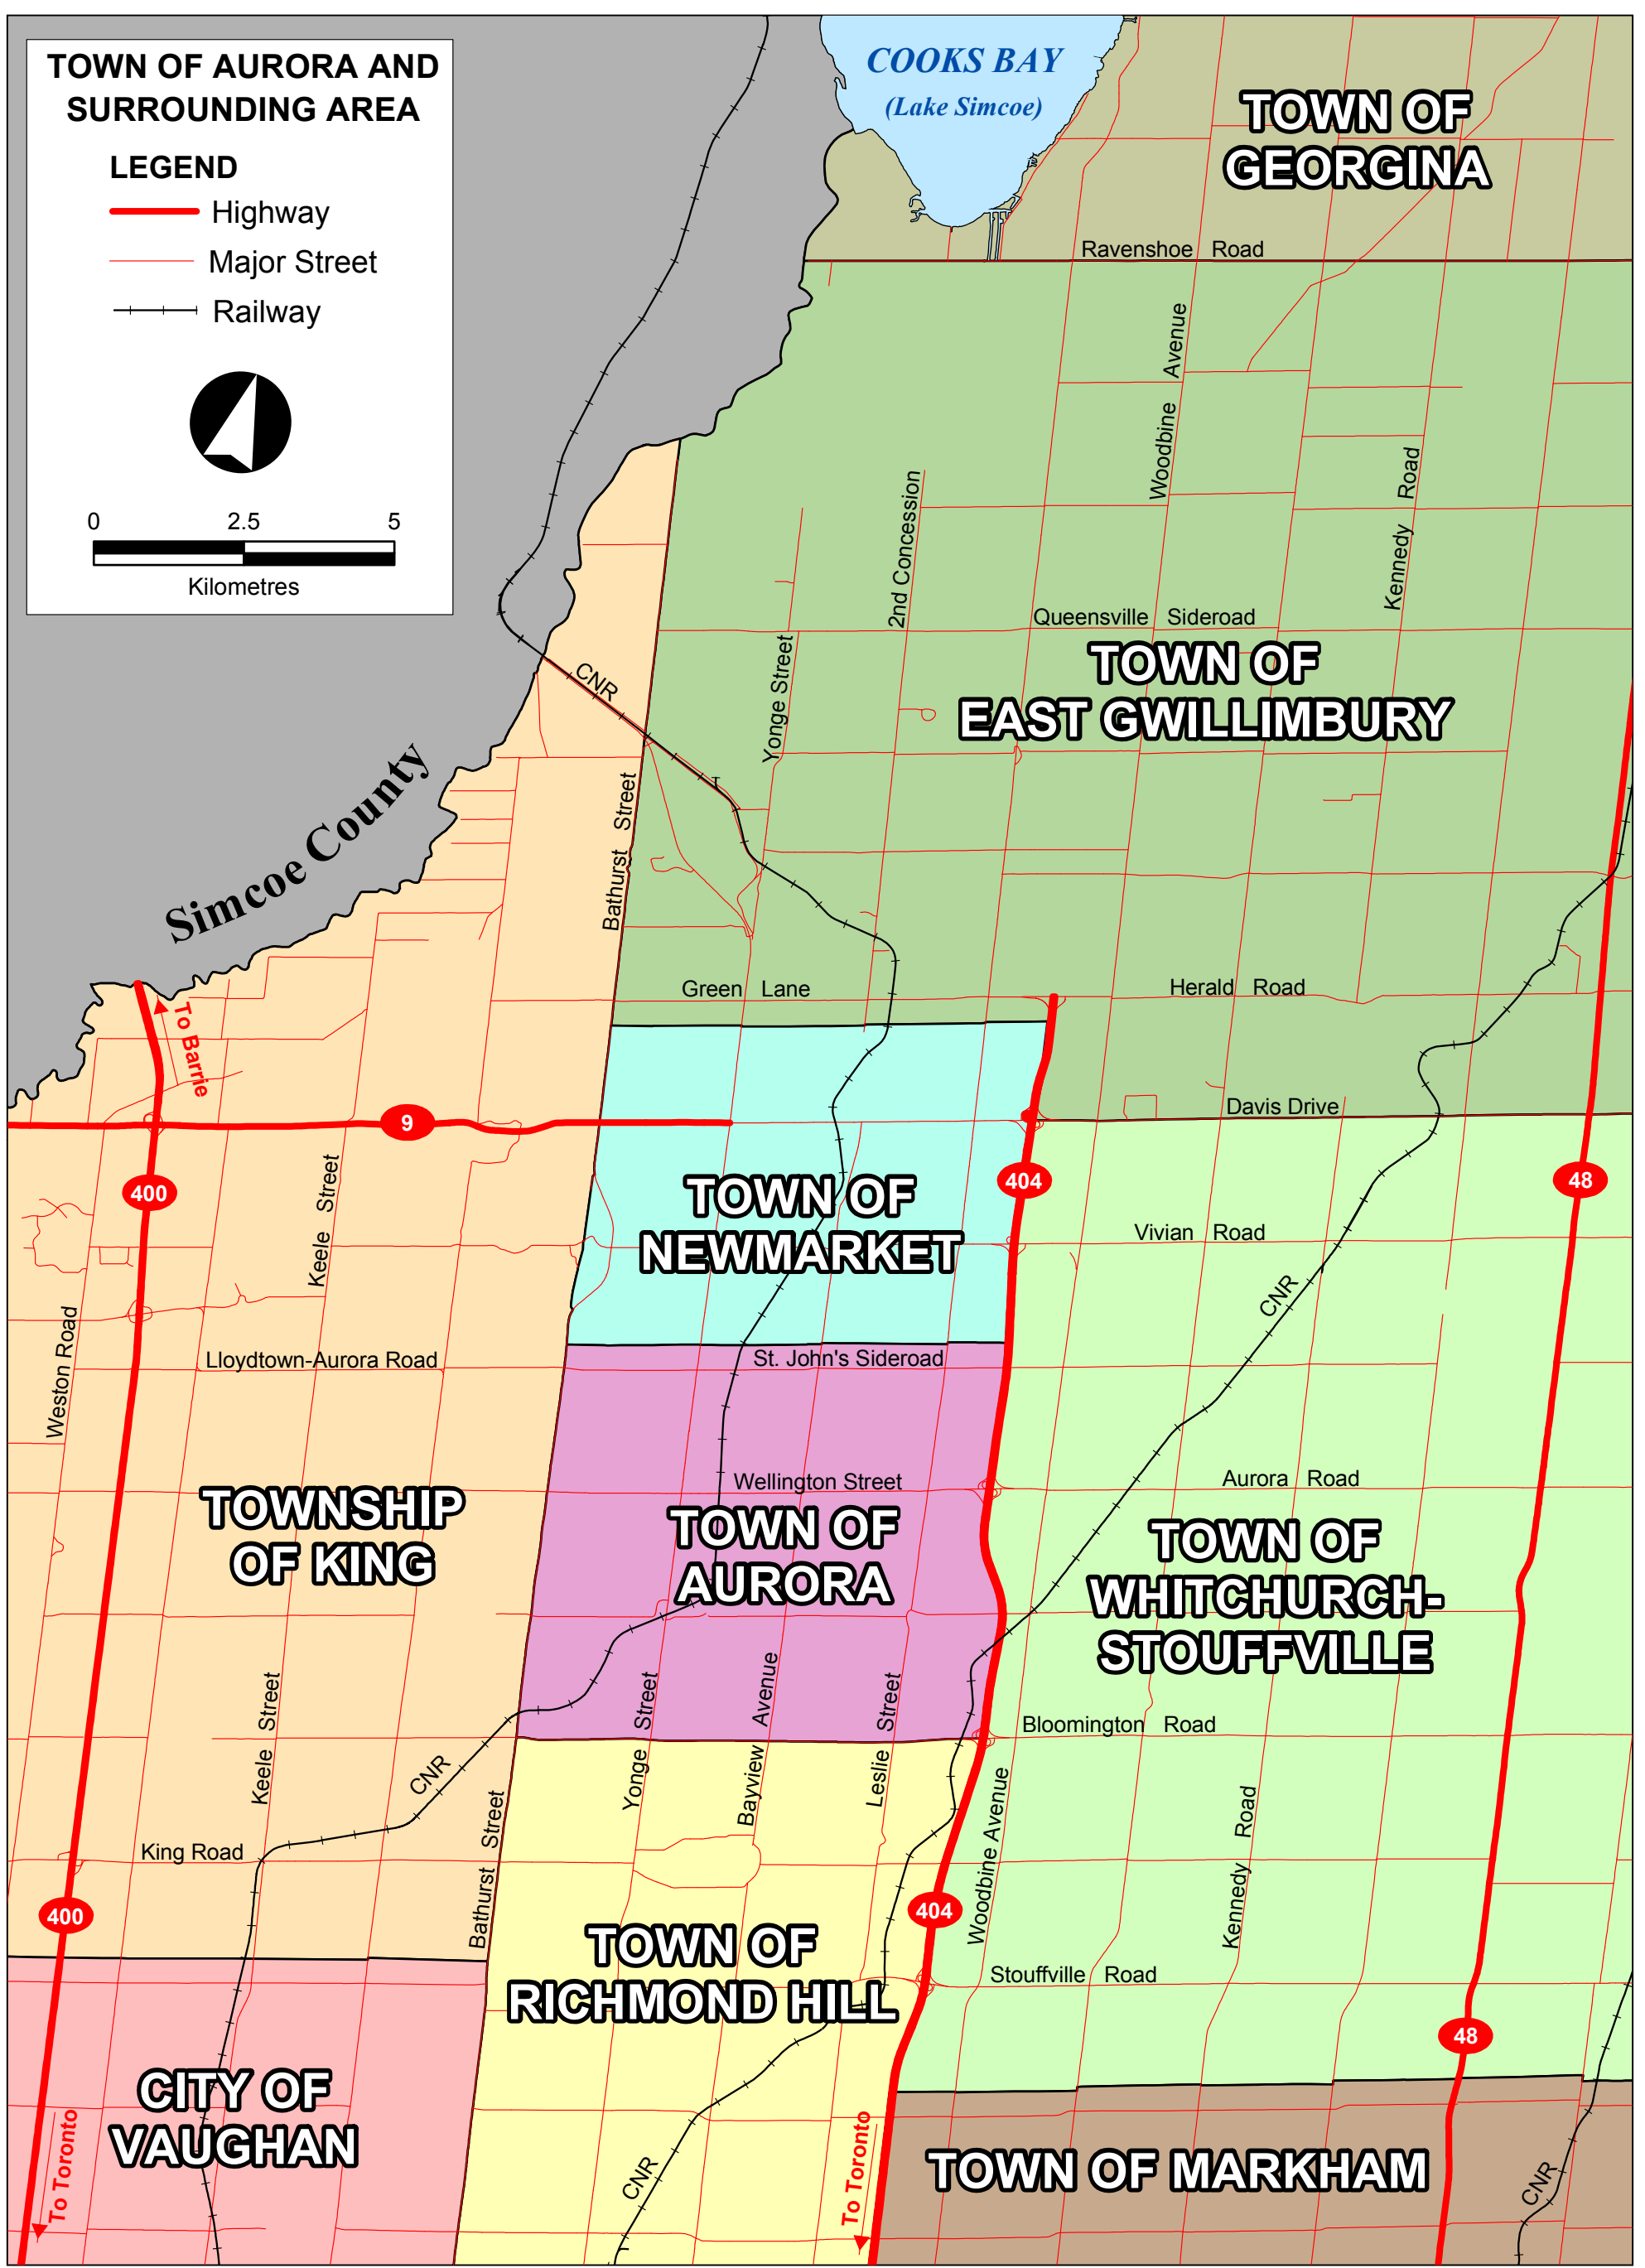 TOWN OF AURORA AND
SURROUNDING AREA
LEGEND
Highway
Major Street
Railway
0 2.5 5
Kilometres
COOKS BAY
(Lake Simcoe)
TOWN OF
GEORGINA
Ravenshoe Road
Woodbine Avenue
Kennedy Road
2nd Concession
Queensville Sideroad
TOWN OF
EAST GWILLIMBURY
Yonge Street
CNR
Simcoe County
Bathurst Street
Green Lane
Herald Road
To Barrie
9
Davis Drive
400
404
48
Keele Street
TOWN OF
NEWMARKET
Vivian Road
CNR
Weston Road
Lloydtown-Aurora Road
St. John's Sideroad
Wellington Street
Aurora Road
TOWNSHIP
OF KING
TOWN OF
AURORA
TOWN OF
WHITCHURCH-
STOUFFVILLE
Keele Street
Yonge Street
Bayview Avenue
Leslie Street
Bloomington Road
CNR
Bathurst Street
Woodbine Avenue
Kennedy Road
King Road
400
404
TOWN OF
RICHMOND HILL
Stouffville Road
48
CITY OF
VAUGHAN
To Toronto
CNR
To Toronto
TOWN OF MARKHAM
CNR